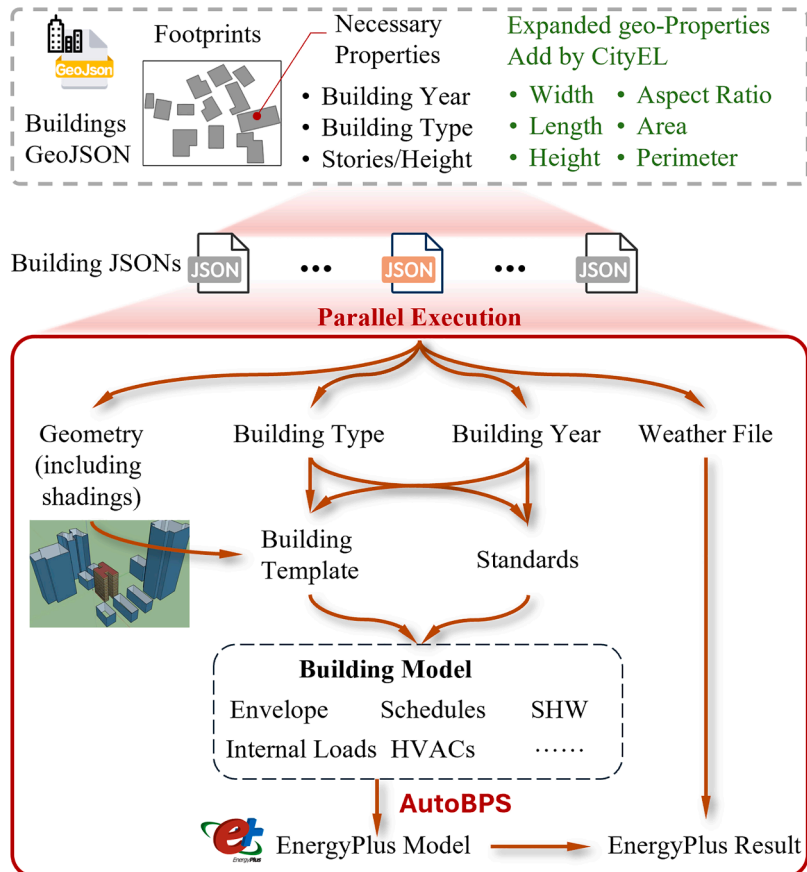 GeoJson
Buildings
GeoJSON
Footprints
Necessary
Properties
• Building Year
• Building Type
• Stories/Height
Expanded geo-Properties
Add by CityEL
• Width • Aspect Ratio
• Length • Area
• Height • Perimeter
Building JSONs
JSON ... JSON ... JSON
Parallel Execution
Geometry
(including
shadings)
Building Type
Building Year
Weather File
Building
Template
Standards
Building Model
Envelope Schedules SHW
Internal Loads HVACs ……
AutoBPS
e+
EnergyPlus
EnergyPlus Model
EnergyPlus Result